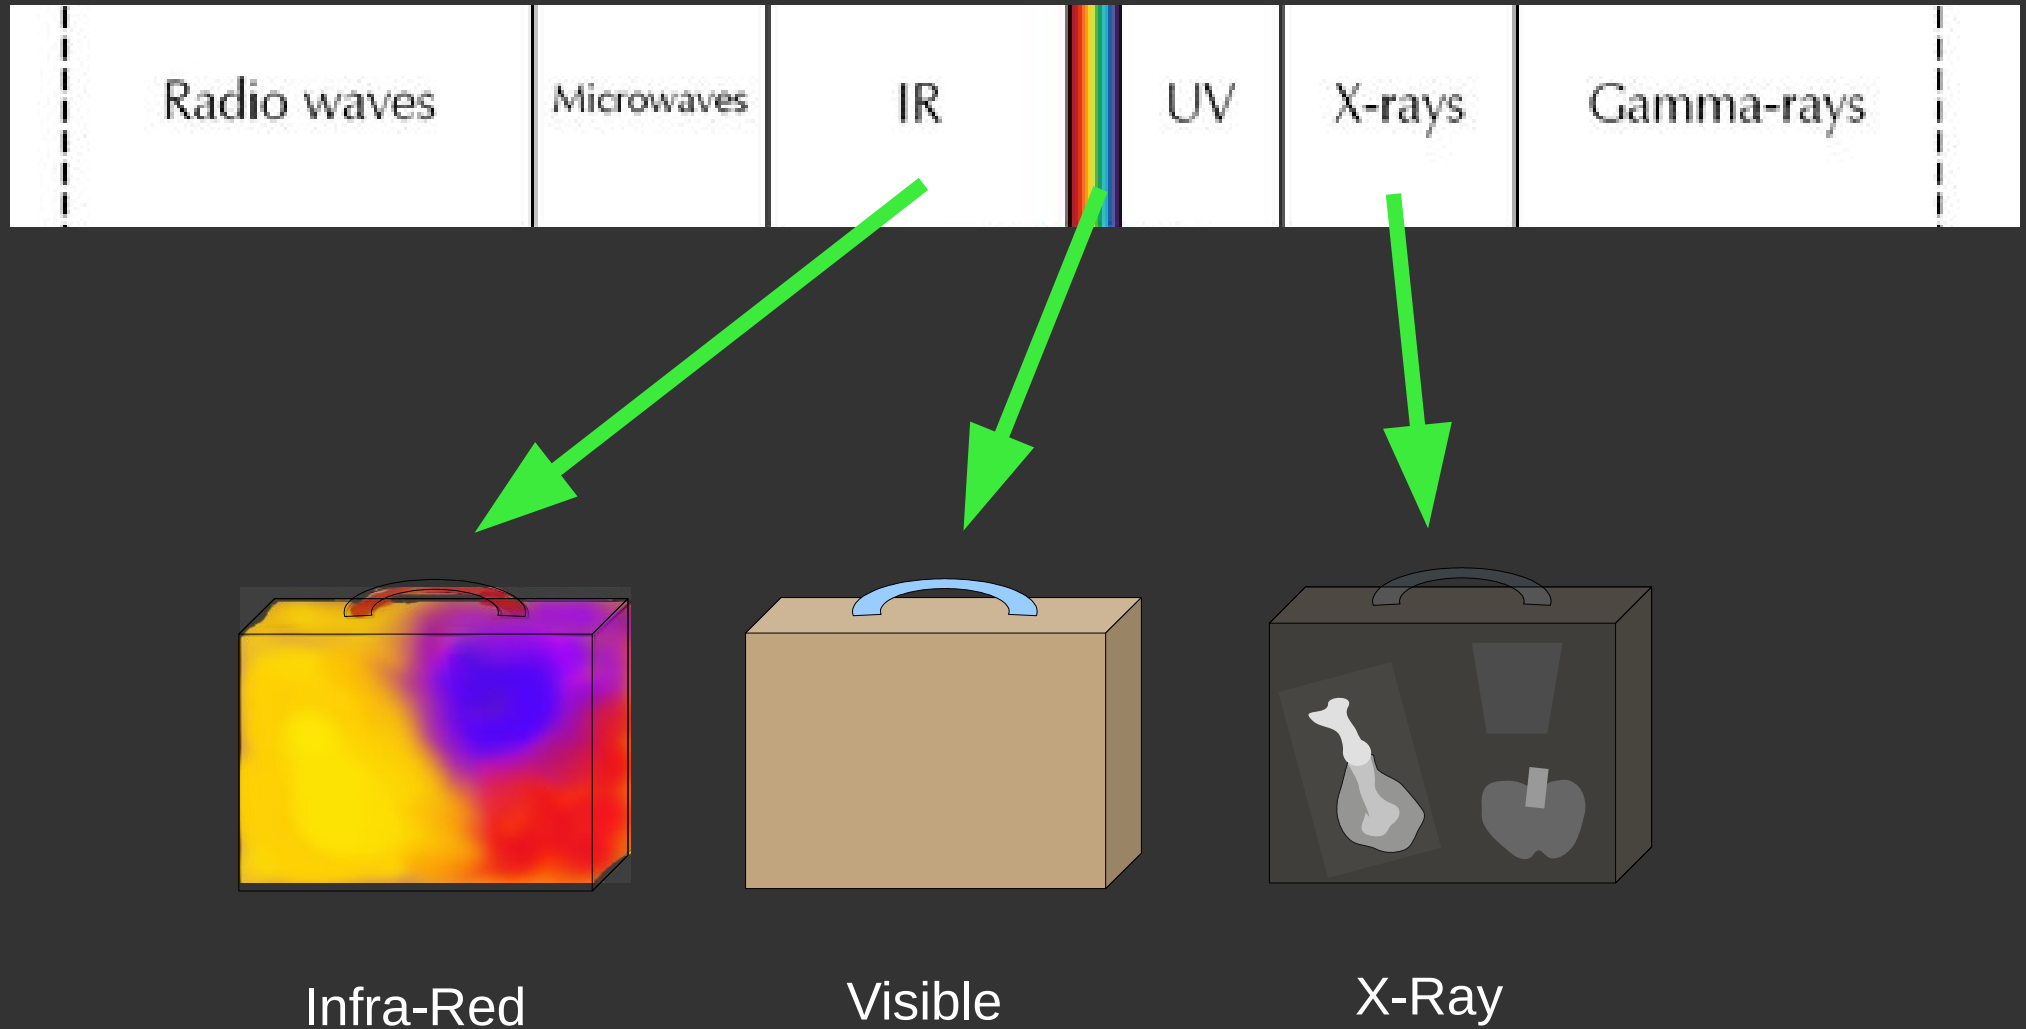 Radio waves
Microwaves
IR
UV
X-rays
Gamma-rays
Infra-Red
Visible
X-Ray